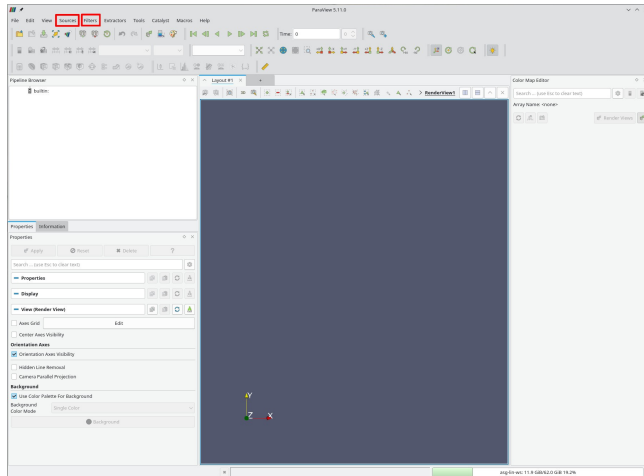 ParaView 5.11.0
File Edit View Sources Filters Extractors Tools Catalyst Macros Help
Time: 0
Pipeline Browser
builtin:
Layout #1
+
RenderView1
Color Map Editor
Search ... (use Esc to clear text)
Array Name: <none>
Render Views
Properties Information
Properties
Apply Reset Delete ?
Search ... (use Esc to clear text)
Properties
Display
View (Render View)
Axes Grid Edit
Center Axes Visibility
Orientation Axes
Orientation Axes Visibility
Hidden Line Removal
Camera Parallel Projection
Background
Use Color Palette For Background
Background
Color Mode Single Color
Background
Y
Z X
asg-lin-ws: 11.9 GiB/62.0 GiB 19.2%